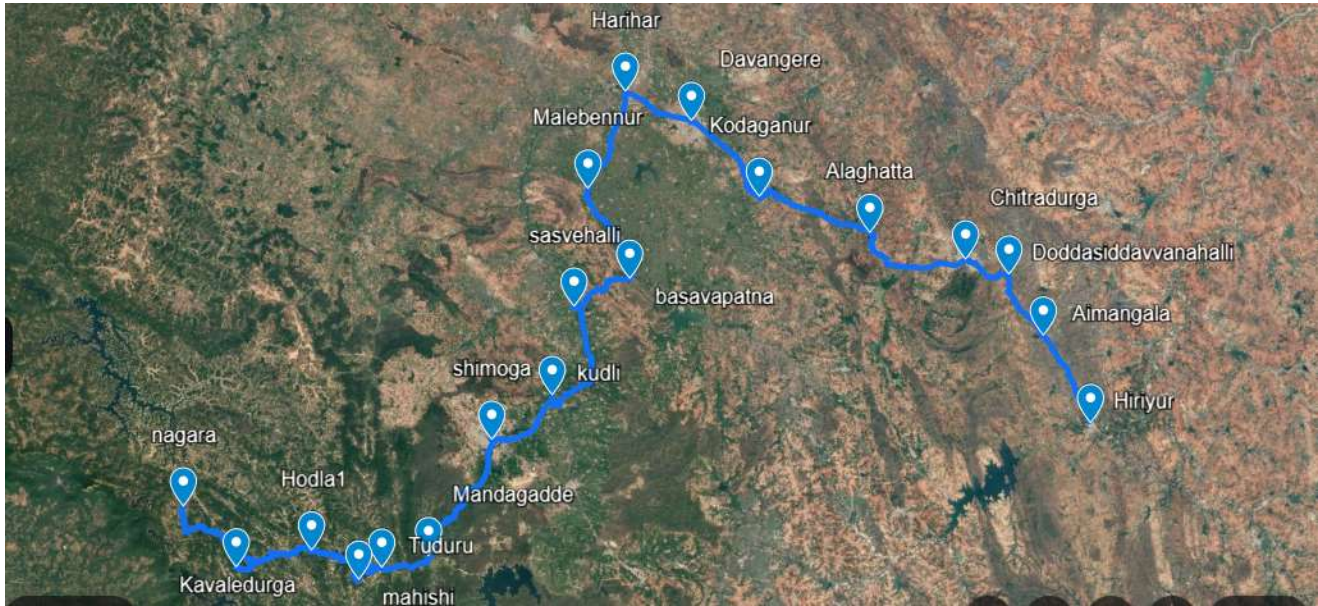 Harihar
Davangere
Malebennur
Kodaganur
Alaghatta
Chitradurga
sasvehalli
Doddasiddavvanahalli
basavapatna
Aimangala
shimoga
kudli
Hiriyur
nagara
Hodla1
Mandagadde
Tuduru
Kavaledurga
mahishi